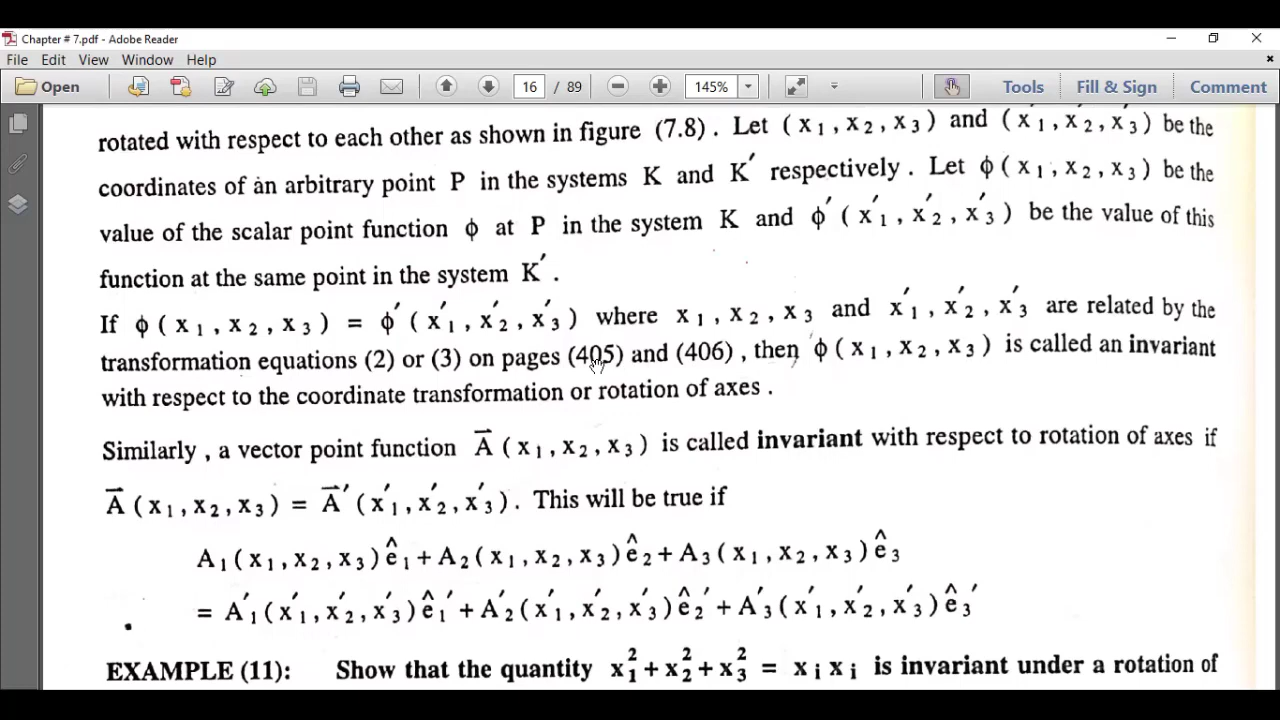 Chapter # 7.pdf - Adobe Reader
File Edit View Window Help
Open 16 / 89 145% Tools Fill & Sign Comment
rotated with respect to each other as shown in figure (7.8) . Let ( x₁ , x₂ , x₃ ) and ( x′₁ , x′₂ , x′₃ ) be the
coordinates of an arbitrary point P in the systems K and K′ respectively . Let ϕ ( x₁ , x₂ , x₃ ) be the
value of the scalar point function ϕ at P in the system K and ϕ′ ( x′₁ , x′₂ , x′₃ ) be the value of this
function at the same point in the system K′ .
If ϕ ( x₁ , x₂ , x₃ ) = ϕ′ ( x′₁ , x′₂ , x′₃ ) where x₁ , x₂ , x₃ and x′₁ , x′₂ , x′₃ are related by the
transformation equations (2) or (3) on pages (405) and (406) , then ϕ ( x₁ , x₂ , x₃ ) is called an invariant
with respect to the coordinate transformation or rotation of axes .
Similarly , a vector point function A⃗ ( x₁ , x₂ , x₃ ) is called invariant with respect to rotation of axes if
A⃗ ( x₁ , x₂ , x₃ ) = A⃗′ ( x′₁ , x′₂ , x′₃ ) . This will be true if
A₁ ( x₁ , x₂ , x₃ ) ê₁ + A₂ ( x₁ , x₂ , x₃ ) ê₂ + A₃ ( x₁ , x₂ , x₃ ) ê₃
= A′₁ ( x′₁ , x′₂ , x′₃ ) ê₁′ + A′₂ ( x′₁ , x′₂ , x′₃ ) ê₂′ + A′₃ ( x′₁ , x′₂ , x′₃ ) ê₃′
EXAMPLE (11): Show that the quantity x₁² + x₂² + x₃² = xᵢ xᵢ is invariant under a rotation of